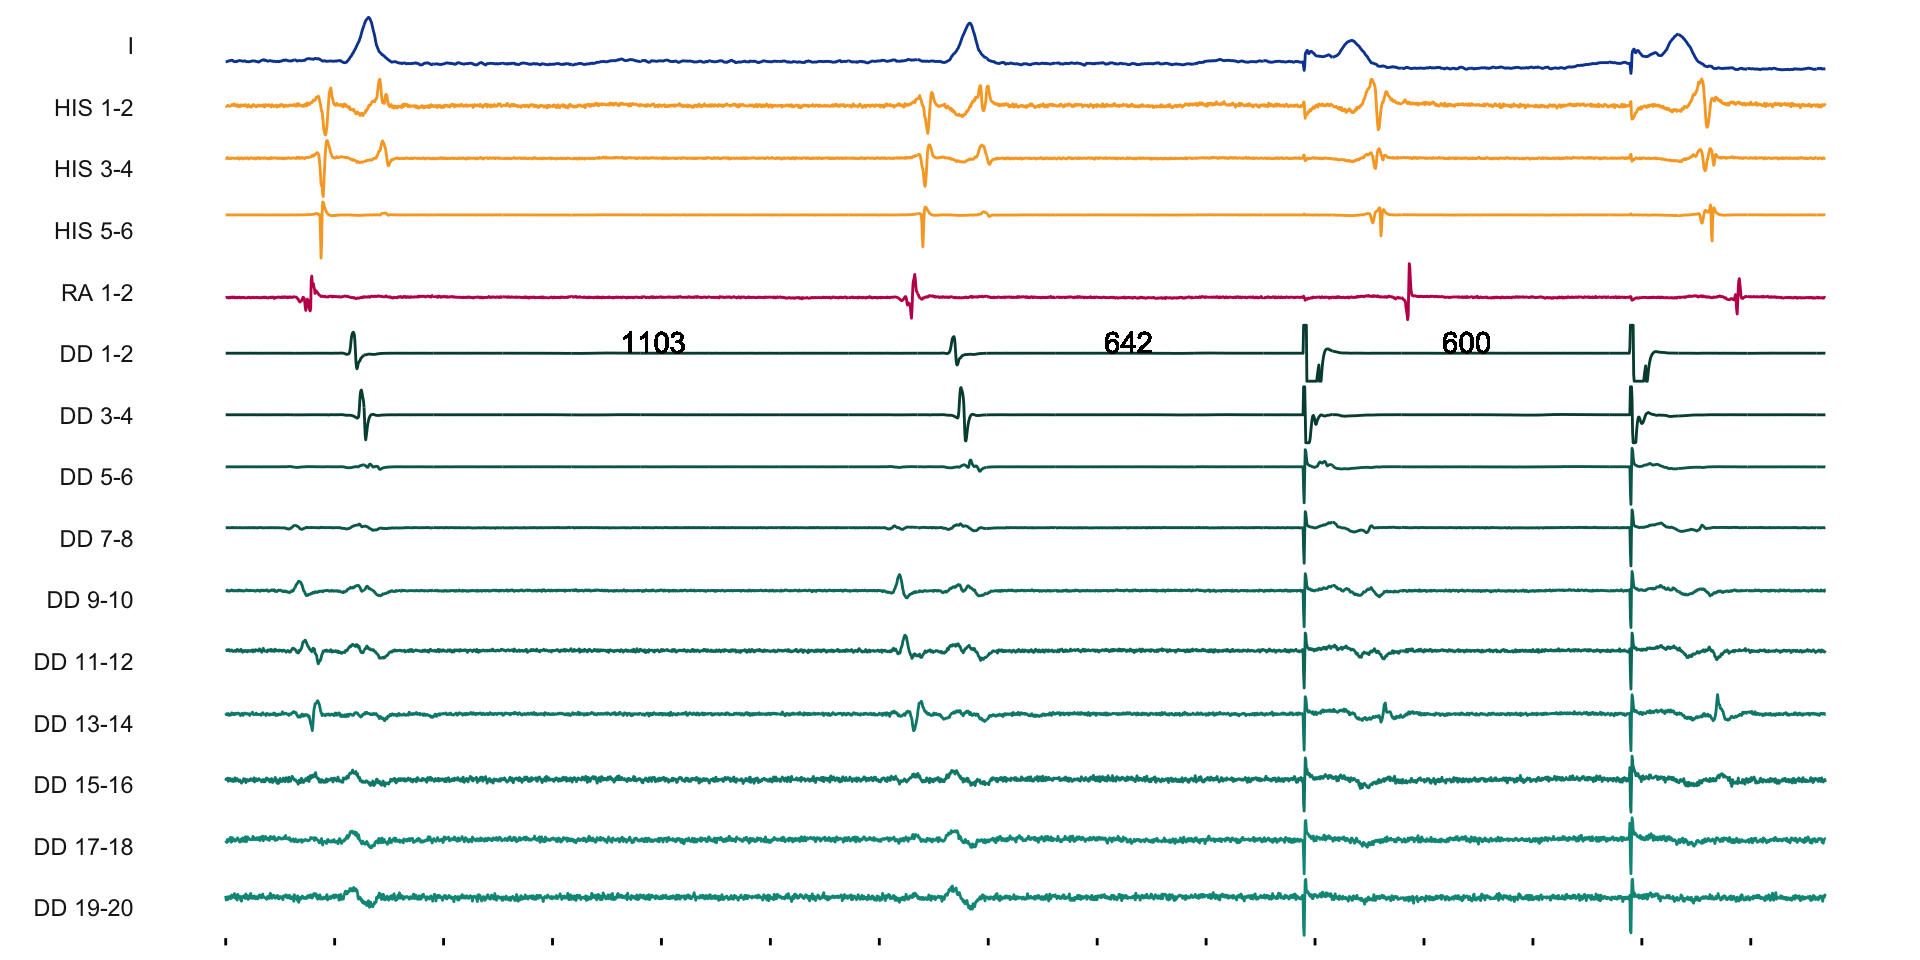 I
HIS 1-2
HIS 3-4
HIS 5-6
RA 1-2
DD 1-2
1103 642 600
DD 3-4
DD 5-6
DD 7-8
DD 9-10
DD 11-12
DD 13-14
DD 15-16
DD 17-18
DD 19-20